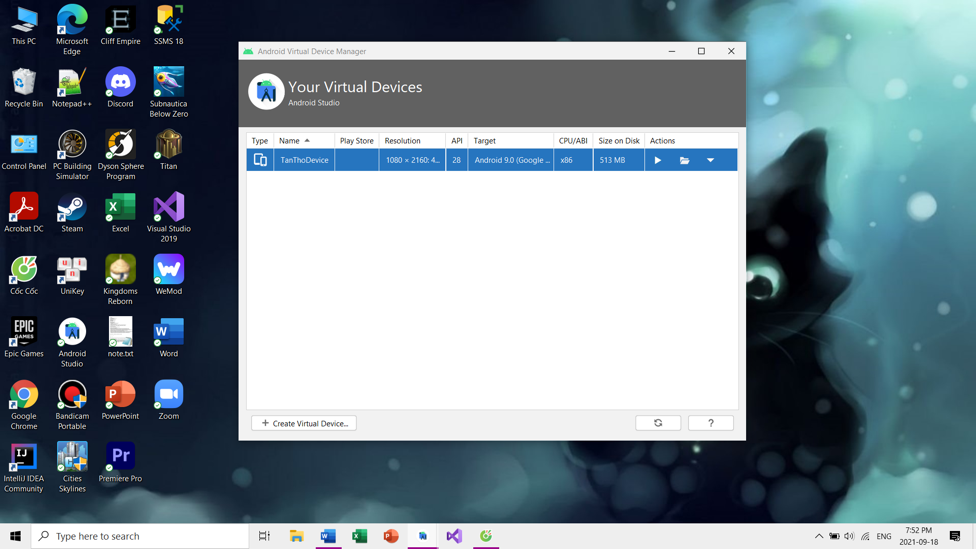 This PC
Microsoft
Edge
Cliff Empire
SSMS 18
Recycle Bin
Notepad++
Discord
Subnautica
Below Zero
Control Panel
PC Building
Simulator
Dyson Sphere
Program
Titan
Acrobat DC
Steam
Excel
Visual Studio
2019
Cốc Cốc
UniKey
Kingdoms
Reborn
WeMod
EPIC
GAMES
Epic Games
Android
Studio
note.txt
Word
Google
Chrome
Bandicam
Portable
PowerPoint
Zoom
IntelliJ IDEA
Community
Cities
Skylines
Premiere Pro
Android Virtual Device Manager
Your Virtual Devices
Android Studio
Type Name Play Store Resolution API Target CPU/ABI Size on Disk Actions
TanThoDevice 1080 × 2160: 4... 28 Android 9.0 (Google ... x86 513 MB
+ Create Virtual Device...
?
Type here to search
ENG
7:52 PM
2021-09-18